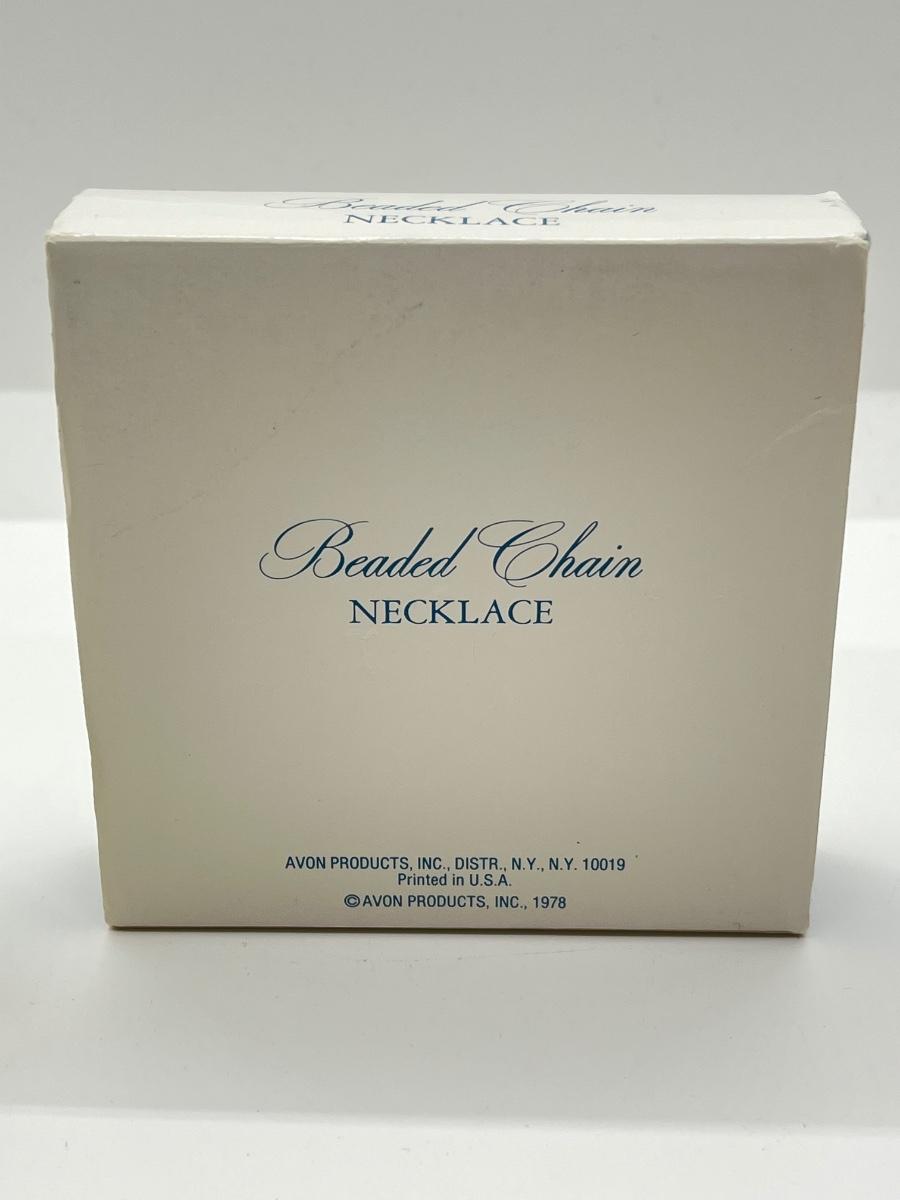 Beaded Chain
NECKLACE
Beaded Chain
NECKLACE
AVON PRODUCTS, INC., DISTR., N.Y., N.Y. 10019
Printed in U.S.A.
©AVON PRODUCTS, INC., 1978